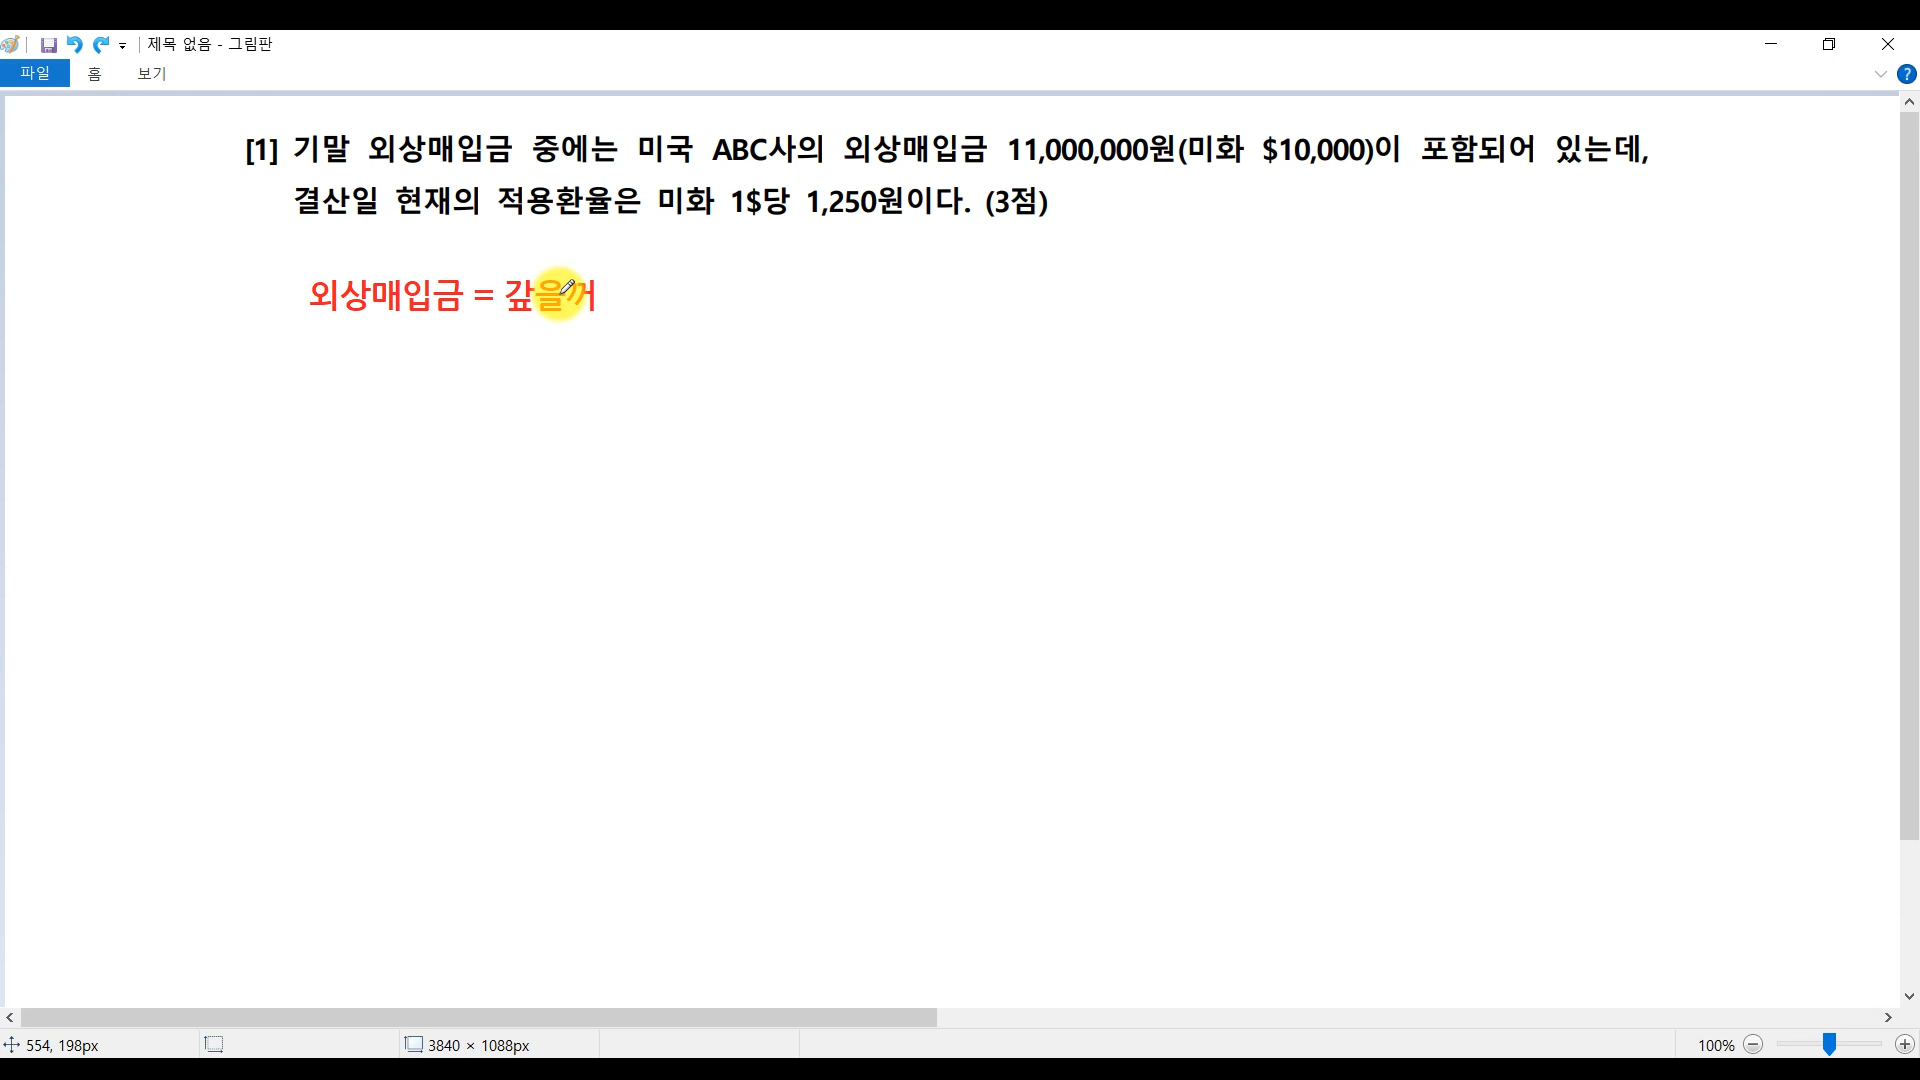 제목 없음 - 그림판
파일 홈 보기
?
[1] 기말 외상매입금 중에는 미국 ABC사의 외상매입금 11,000,000원(미화 $10,000)이 포함되어 있는데,
결산일 현재의 적용환율은 미화 1$당 1,250원이다. (3점)
외상매입금 = 갚을꺼
554, 198px
3840 × 1088px
100%